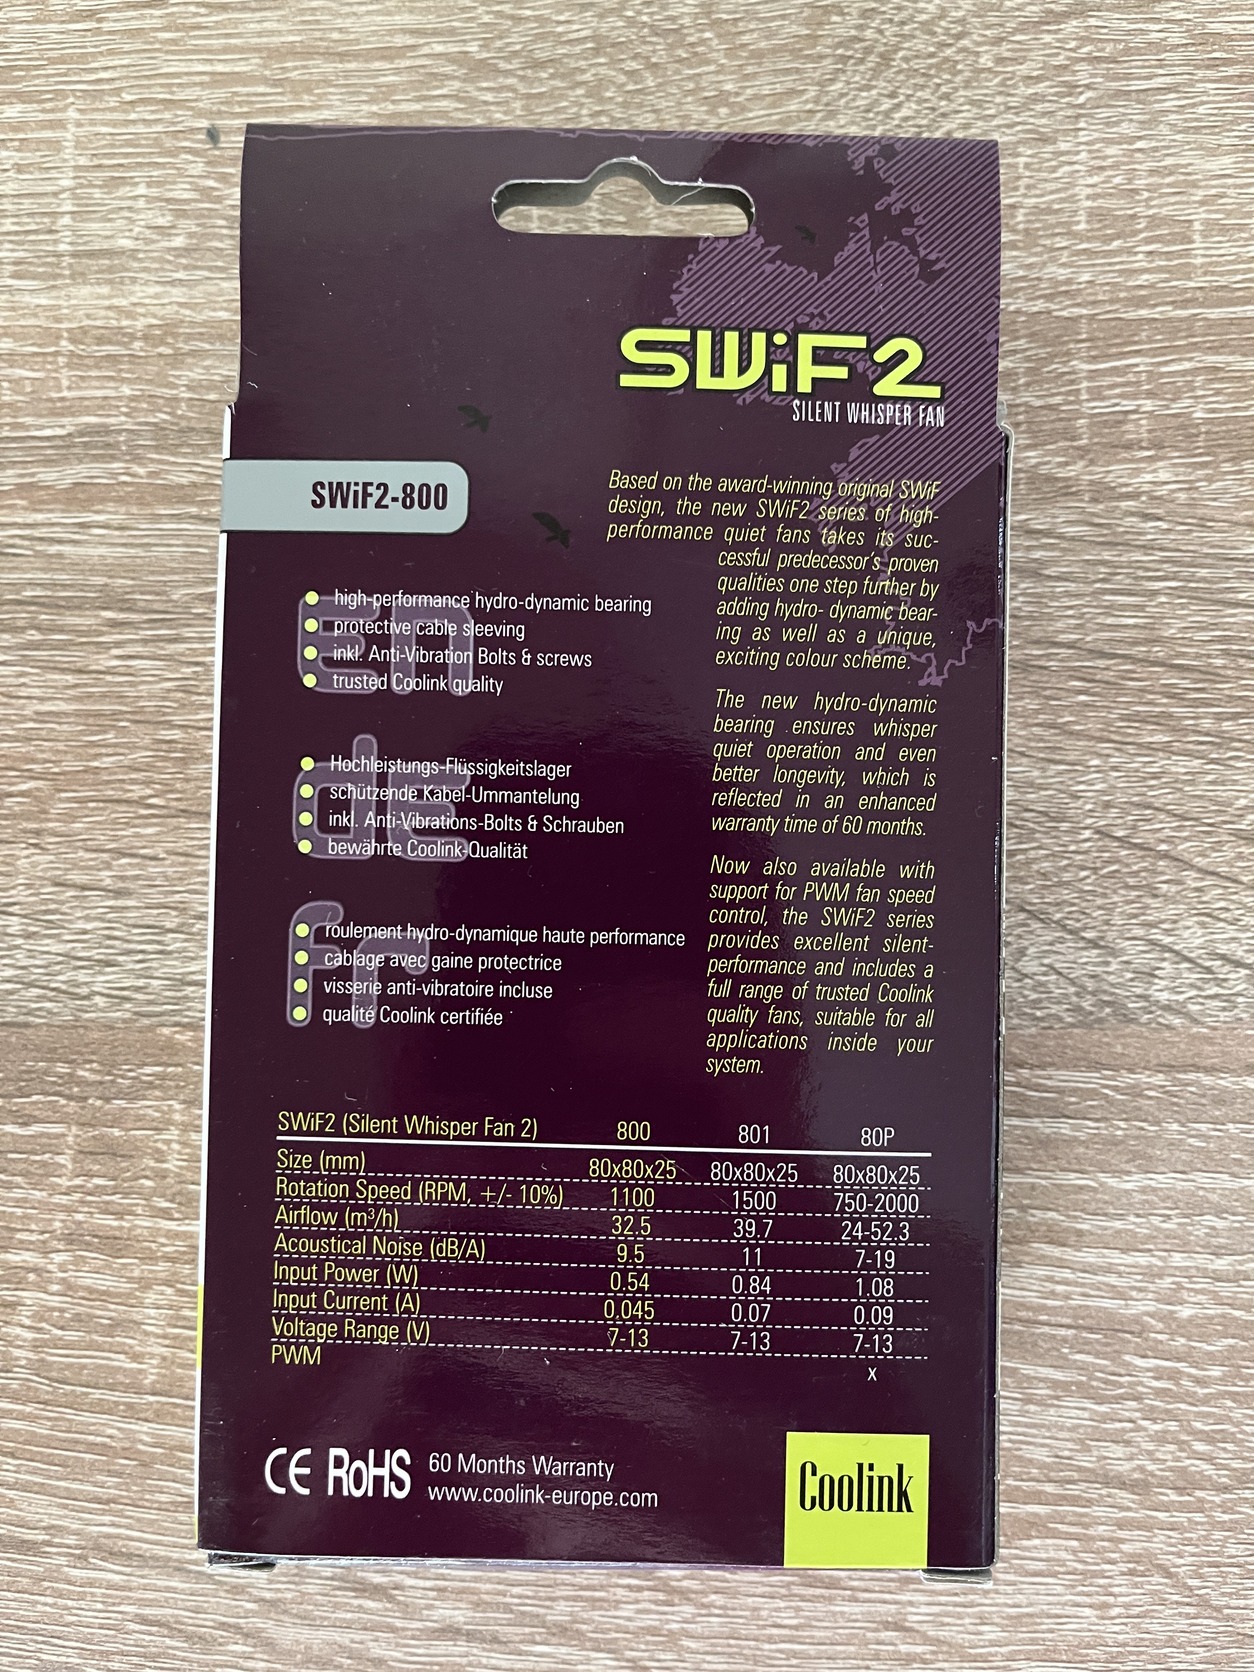 SWiF2
SILENT WHISPER FAN
SWiF2-800
Based on the award-winning original SWiF
design, the new SWiF2 series of high-
performance quiet fans takes its suc-
cessful predecessor's proven
qualities one step further by
adding hydro- dynamic bear-
ing as well as a unique,
exciting colour scheme.
The new hydro-dynamic
bearing ensures whisper
quiet operation and even
better longevity, which is
reflected in an enhanced
warranty time of 60 months.
Now also available with
support for PWM fan speed
control, the SWiF2 series
provides excellent silent-
performance and includes a
full range of trusted Coolink
quality fans, suitable for all
applications inside your
system.
en
high-performance hydro-dynamic bearing
protective cable sleeving
inkl. Anti-Vibration Bolts & screws
trusted Coolink quality
de
Hochleistungs-Flüssigkeitslager
schützende Kabel-Ummantelung
inkl. Anti-Vibrations-Bolts & Schrauben
bewährte Coolink-Qualität
fr
roulement hydro-dynamique haute performance
cablage avec gaine protectrice
visserie anti-vibratoire incluse
qualité Coolink certifiée
SWiF2 (Silent Whisper Fan 2) 800 801 80P
Size (mm) 80x80x25 80x80x25 80x80x25
Rotation Speed (RPM, +/- 10%) 1100 1500 750-2000
Airflow (m³/h) 32.5 39.7 24-52.3
Acoustical Noise (dB/A) 9.5 11 7-19
Input Power (W) 0.54 0.84 1.08
Input Current (A) 0.045 0.07 0.09
Voltage Range (V) 7-13 7-13 7-13
PWM x
CE RoHS 60 Months Warranty
www.coolink-europe.com
Coolink